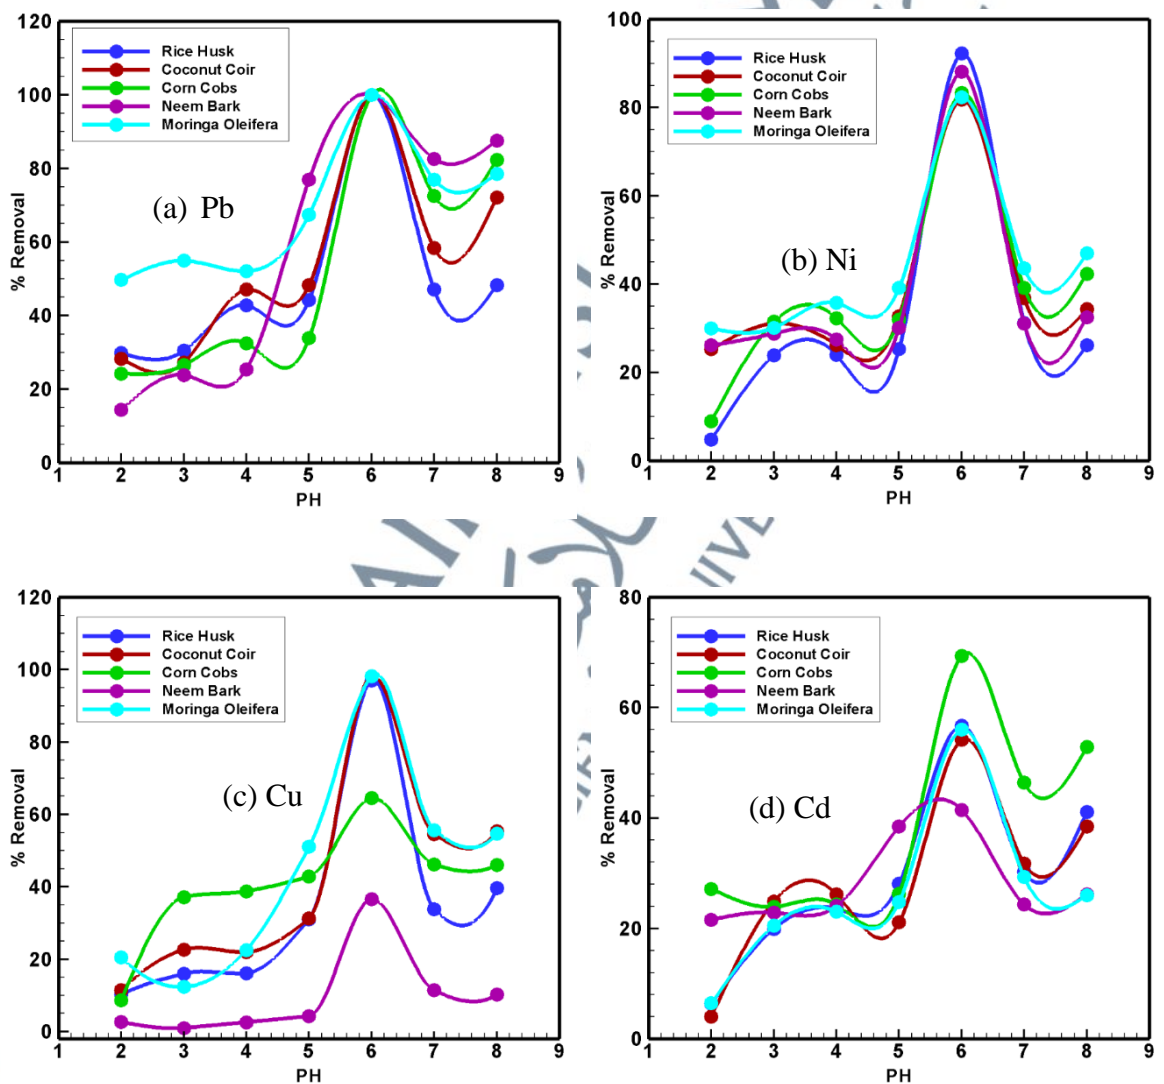 120
100
80
60
40
20
0
% Removal
Rice Husk
Coconut Coir
Corn Cobs
Neem Bark
Moringa Oleifera
(a) Pb
1 2 3 4 5 6 7 8 9
PH
100
80
60
40
20
0
% Removal
Rice Husk
Coconut Coir
Corn Cobs
Neem Bark
Moringa Oleifera
(b) Ni
1 2 3 4 5 6 7 8 9
PH
120
100
80
60
40
20
0
% Removal
Rice Husk
Coconut Coir
Corn Cobs
Neem Bark
Moringa Oleifera
(c) Cu
1 2 3 4 5 6 7 8 9
PH
80
60
40
20
0
% Removal
Rice Husk
Coconut Coir
Corn Cobs
Neem Bark
Moringa Oleifera
(d) Cd
1 2 3 4 5 6 7 8 9
PH